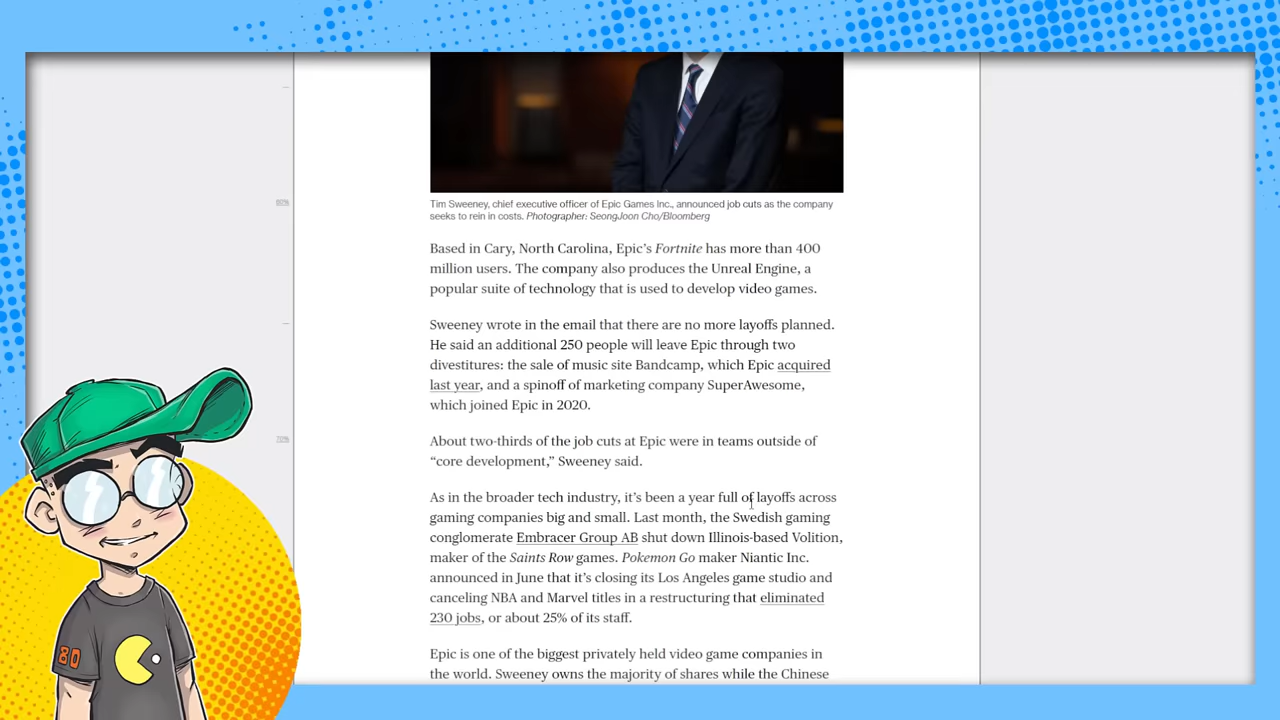 Tim Sweeney, chief executive officer of Epic Games Inc., announced job cuts as the company
seeks to rein in costs. Photographer: SeongJoon Cho/Bloomberg
Based in Cary, North Carolina, Epic’s Fortnite has more than 400
million users. The company also produces the Unreal Engine, a
popular suite of technology that is used to develop video games.
Sweeney wrote in the email that there are no more layoffs planned.
He said an additional 250 people will leave Epic through two
divestitures: the sale of music site Bandcamp, which Epic acquired
last year, and a spinoff of marketing company SuperAwesome,
which joined Epic in 2020.
About two-thirds of the job cuts at Epic were in teams outside of
“core development,” Sweeney said.
As in the broader tech industry, it’s been a year full of layoffs across
gaming companies big and small. Last month, the Swedish gaming
conglomerate Embracer Group AB shut down Illinois-based Volition,
maker of the Saints Row games. Pokemon Go maker Niantic Inc.
announced in June that it’s closing its Los Angeles game studio and
canceling NBA and Marvel titles in a restructuring that eliminated
230 jobs, or about 25% of its staff.
Epic is one of the biggest privately held video game companies in
the world. Sweeney owns the majority of shares while the Chinese
80